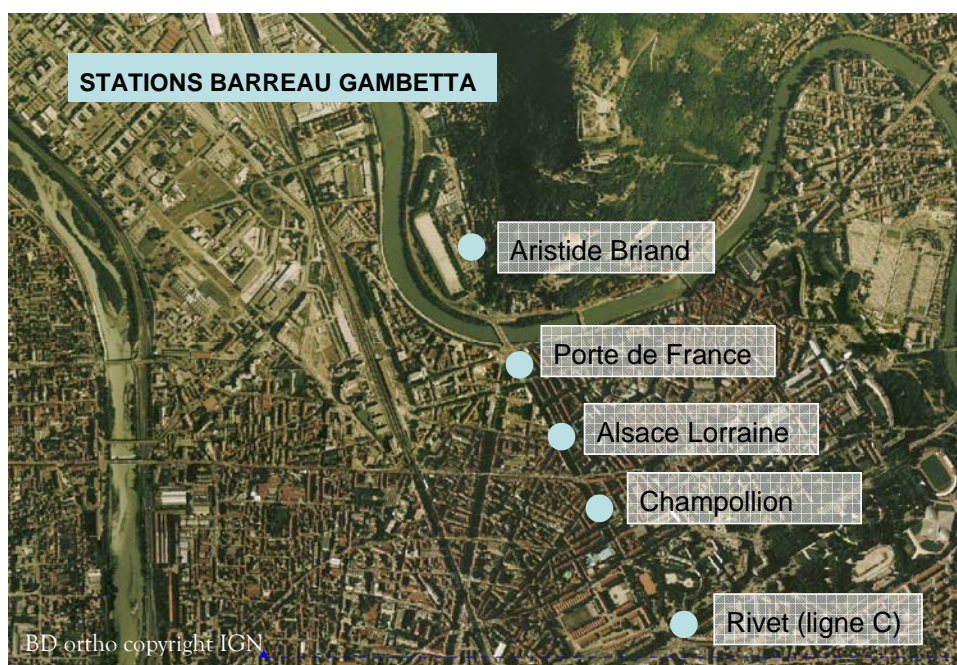 STATIONS BARREAU GAMBETTA
Aristide Briand
Porte de France
Alsace Lorraine
Champollion
Rivet (ligne C)
BD ortho copyright IGN